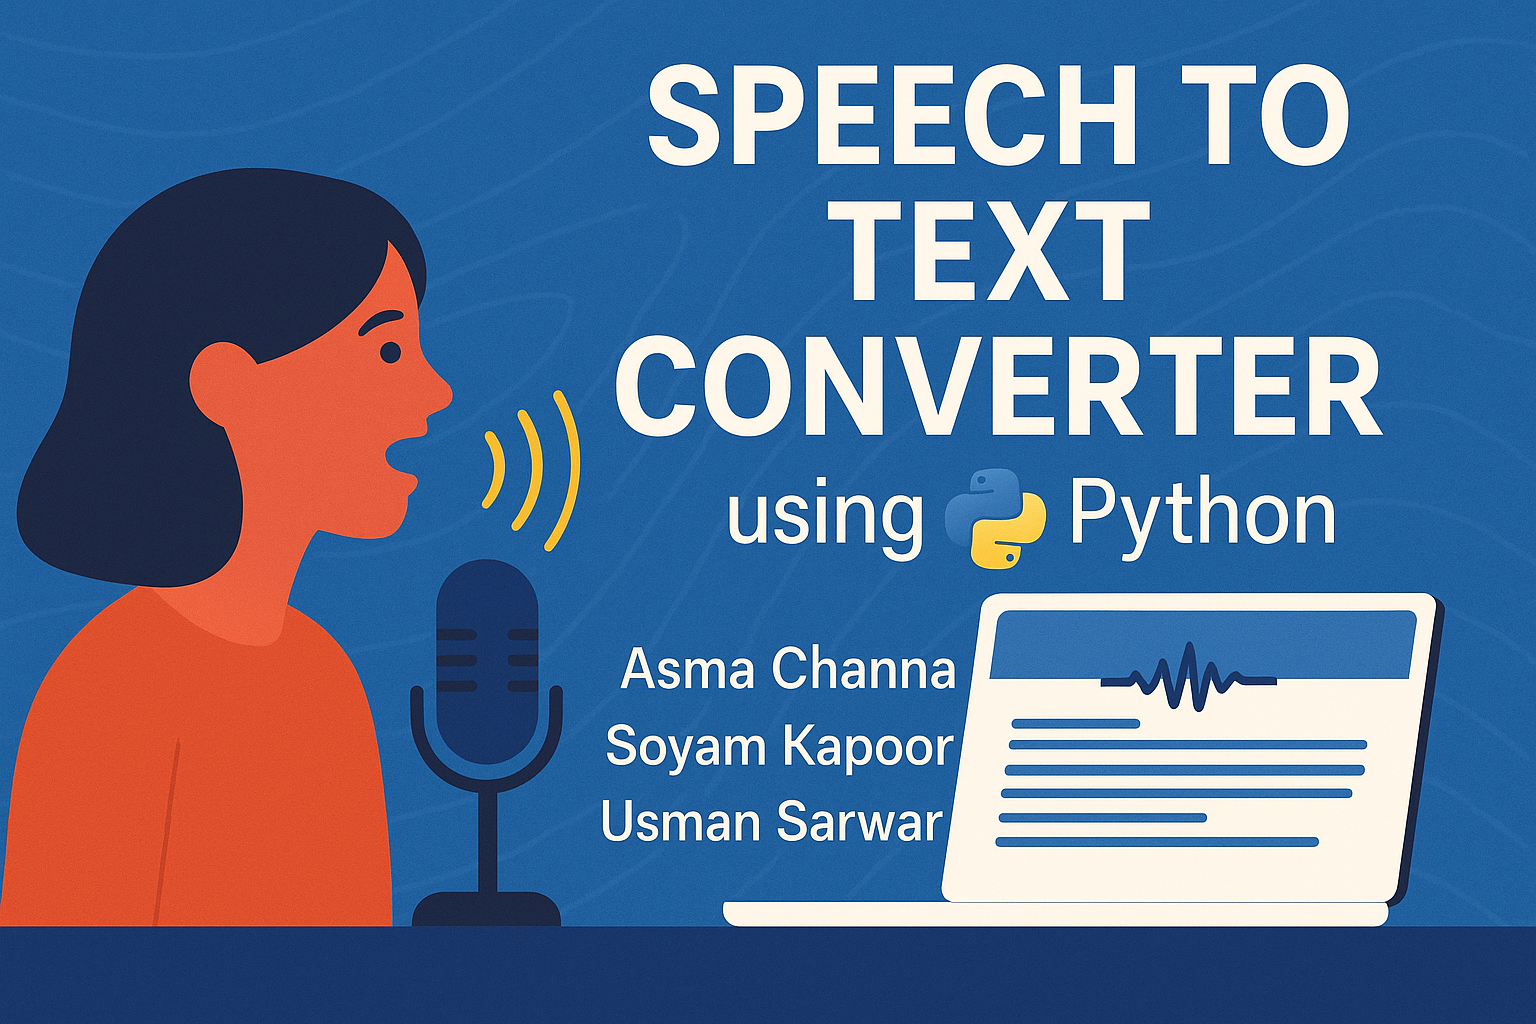 SPEECH TO
TEXT
CONVERTER
using Python
Asma Channa
Soyam Kapoor
Usman Sarwar